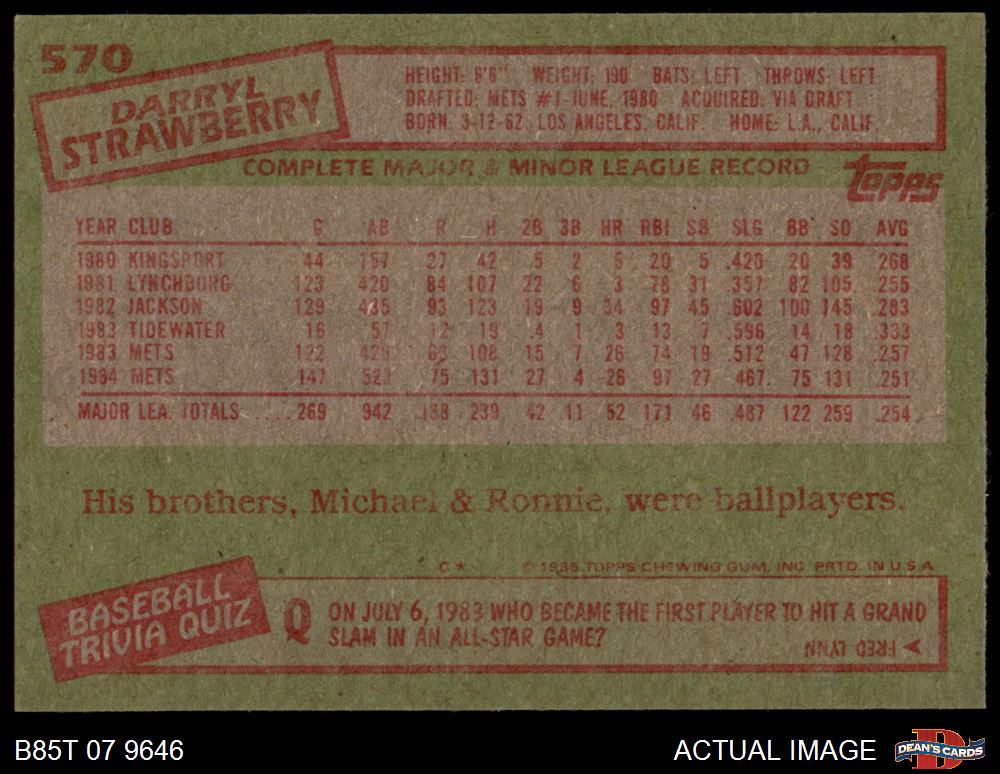 570
DARRYL
STRAWBERRY
HEIGHT: 6'6" WEIGHT: 190 BATS: LEFT THROWS: LEFT
DRAFTED: METS #1-JUNE, 1980 ACQUIRED: VIA DRAFT
BORN: 3-12-62, LOS ANGELES, CALIF. HOME: L.A., CALIF.
COMPLETE MAJOR & MINOR LEAGUE RECORD
topps
YEAR CLUB G AB R H 2B 3B HR RBI SB SLG BB SO AVG
1980 KINGSPORT 44 157 27 42 5 2 5 20 5 .420 20 39 .268
1981 LYNCHBURG 123 420 84 107 22 6 3 78 31 .357 82 105 .255
1982 JACKSON 129 435 93 123 19 9 34 97 45 .602 100 145 .283
1983 TIDEWATER 16 57 12 19 4 1 3 13 7 .596 14 18 .333
1983 METS 122 420 63 108 15 7 26 74 19 .512 47 128 .257
1984 METS 147 522 75 131 27 4 26 97 27 .467 75 131 .251
MAJOR LEA. TOTALS .....269 942 138 239 42 11 52 171 46 .487 122 259 .254
His brothers, Michael & Ronnie, were ballplayers.
C* © 1985 TOPPS CHEWING GUM, INC. PRTD. IN U.S.A.
BASEBALL
TRIVIA QUIZ
Q ON JULY 6, 1983 WHO BECAME THE FIRST PLAYER TO HIT A GRAND
SLAM IN AN ALL-STAR GAME?
FRED LYNN
B85T 07 9646
ACTUAL IMAGE
DEAN'S CARDS